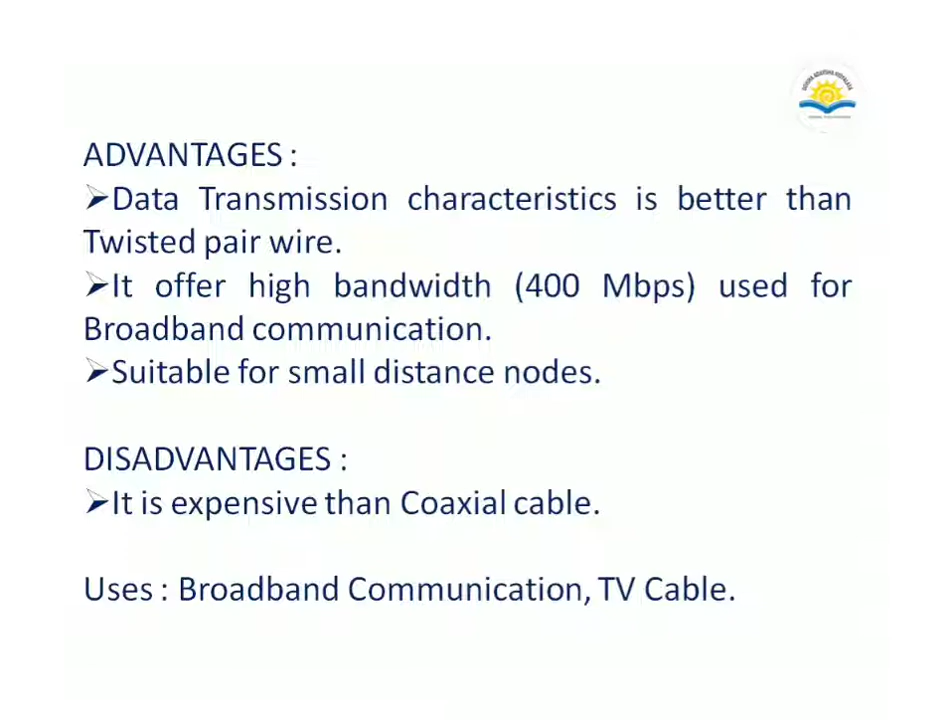 ADVANTAGES :
➢Data Transmission characteristics is better than
Twisted pair wire.
➢It offer high bandwidth (400 Mbps) used for
Broadband communication.
➢Suitable for small distance nodes.
DISADVANTAGES :
➢It is expensive than Coaxial cable.
Uses : Broadband Communication, TV Cable.